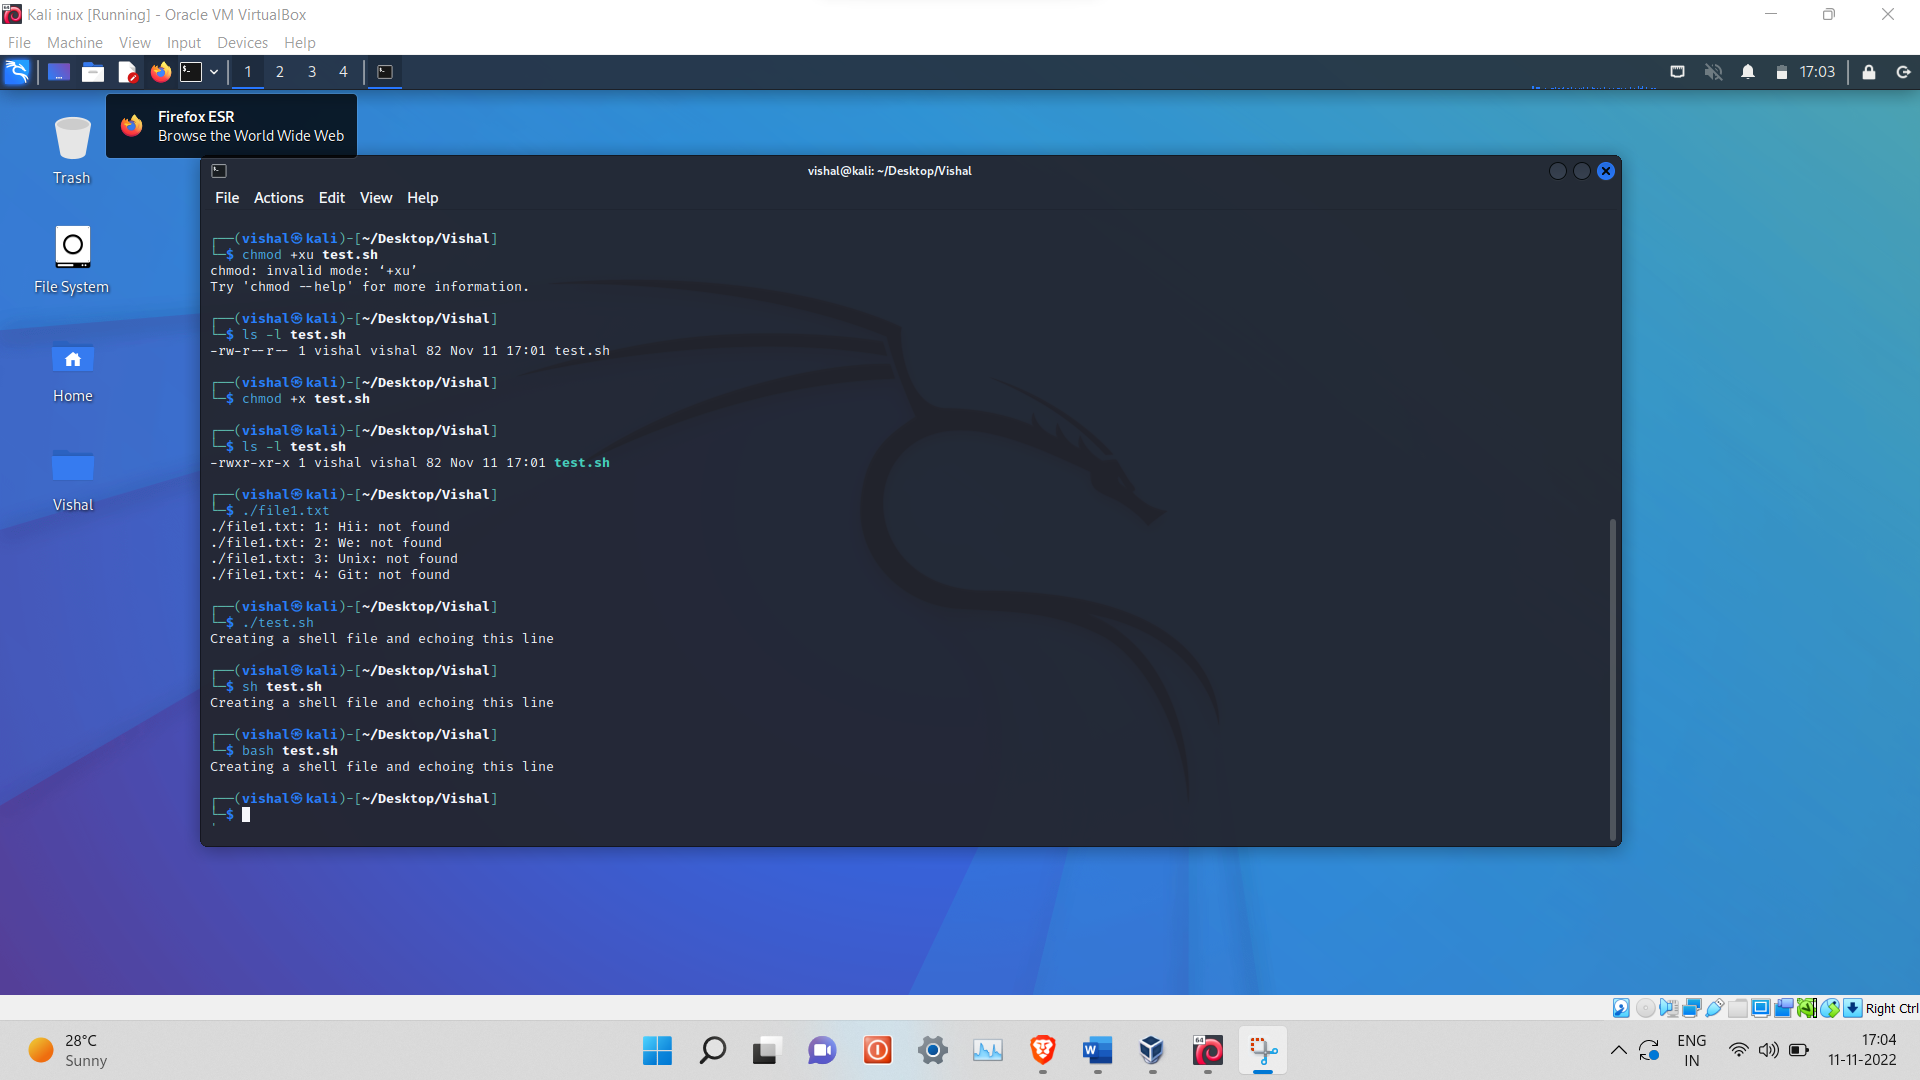 Kali inux [Running] - Oracle VM VirtualBox
File Machine View Input Devices Help
1 2 3 4
17:03
Firefox ESR
Browse the World Wide Web
Trash
File System
Home
Vishal
vishal@kali: ~/Desktop/Vishal
File Actions Edit View Help
┌──(vishal㉿kali)-[~/Desktop/Vishal]
└─$ chmod +xu test.sh
chmod: invalid mode: ‘+xu’
Try 'chmod --help' for more information.
┌──(vishal㉿kali)-[~/Desktop/Vishal]
└─$ ls -l test.sh
-rw-r--r-- 1 vishal vishal 82 Nov 11 17:01 test.sh
┌──(vishal㉿kali)-[~/Desktop/Vishal]
└─$ chmod +x test.sh
┌──(vishal㉿kali)-[~/Desktop/Vishal]
└─$ ls -l test.sh
-rwxr-xr-x 1 vishal vishal 82 Nov 11 17:01 test.sh
┌──(vishal㉿kali)-[~/Desktop/Vishal]
└─$ ./file1.txt
./file1.txt: 1: Hii: not found
./file1.txt: 2: We: not found
./file1.txt: 3: Unix: not found
./file1.txt: 4: Git: not found
┌──(vishal㉿kali)-[~/Desktop/Vishal]
└─$ ./test.sh
Creating a shell file and echoing this line
┌──(vishal㉿kali)-[~/Desktop/Vishal]
└─$ sh test.sh
Creating a shell file and echoing this line
┌──(vishal㉿kali)-[~/Desktop/Vishal]
└─$ bash test.sh
Creating a shell file and echoing this line
┌──(vishal㉿kali)-[~/Desktop/Vishal]
└─$
Right Ctrl
28°C
Sunny
64
ENG
IN
17:04
11-11-2022